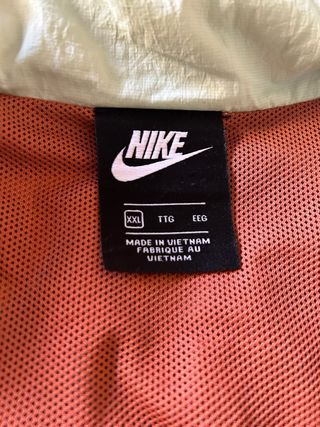 NIKE
XXL TTG EEG
MADE IN VIETNAM
FABRIQUE AU
VIETNAM